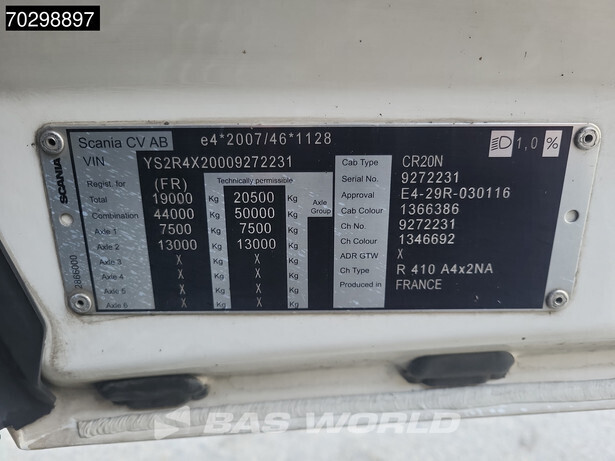 70298897
Scania CV AB e4*2007/46*1128 1,0 %
VIN YS2R4X20009272231
Regist. for (FR) Technically permissible
Total 19000 Kg 20500 Kg Axle Group
Combination 44000 Kg 50000 Kg
Axle 1 7500 Kg 7500 Kg
Axle 2 13000 Kg 13000 Kg
Axle 3 X Kg X Kg
Axle 4 X Kg X Kg
Axle 5 X Kg X Kg
Axle 6 X Kg X Kg
Cab Type CR20N
Serial No. 9272231
Approval E4-29R-030116
Cab Colour 1366386
Ch No. 9272231
Ch Colour 1346692
ADR GTW X
Ch Type R 410 A4x2NA
Produced in FRANCE
SCANIA
2866000
BAS WORLD